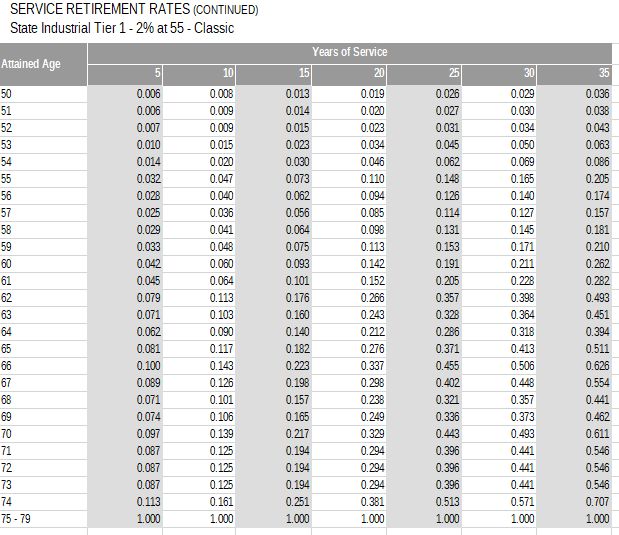 SERVICE RETIREMENT RATES (CONTINUED)
State Industrial Tier 1 - 2% at 55 - Classic
Years of Service
Attained Age
5 10 15 20 25 30 35
50 0.006 0.008 0.013 0.019 0.026 0.029 0.036
51 0.006 0.009 0.014 0.020 0.027 0.030 0.038
52 0.007 0.009 0.015 0.023 0.031 0.034 0.043
53 0.010 0.015 0.023 0.034 0.045 0.050 0.063
54 0.014 0.020 0.030 0.046 0.062 0.069 0.086
55 0.032 0.047 0.073 0.110 0.148 0.165 0.205
56 0.028 0.040 0.062 0.094 0.126 0.140 0.174
57 0.025 0.036 0.056 0.085 0.114 0.127 0.157
58 0.029 0.041 0.064 0.098 0.131 0.145 0.181
59 0.033 0.048 0.075 0.113 0.153 0.171 0.210
60 0.042 0.060 0.093 0.142 0.191 0.211 0.262
61 0.045 0.064 0.101 0.152 0.205 0.228 0.282
62 0.079 0.113 0.176 0.266 0.357 0.398 0.493
63 0.071 0.103 0.160 0.243 0.328 0.364 0.451
64 0.062 0.090 0.140 0.212 0.286 0.318 0.394
65 0.081 0.117 0.182 0.276 0.371 0.413 0.511
66 0.100 0.143 0.223 0.337 0.455 0.506 0.626
67 0.089 0.126 0.198 0.298 0.402 0.448 0.554
68 0.071 0.101 0.157 0.238 0.321 0.357 0.441
69 0.074 0.106 0.165 0.249 0.336 0.373 0.462
70 0.097 0.139 0.217 0.329 0.443 0.493 0.611
71 0.087 0.125 0.194 0.294 0.396 0.441 0.546
72 0.087 0.125 0.194 0.294 0.396 0.441 0.546
73 0.087 0.125 0.194 0.294 0.396 0.441 0.546
74 0.113 0.161 0.251 0.381 0.513 0.571 0.707
75 - 79 1.000 1.000 1.000 1.000 1.000 1.000 1.000